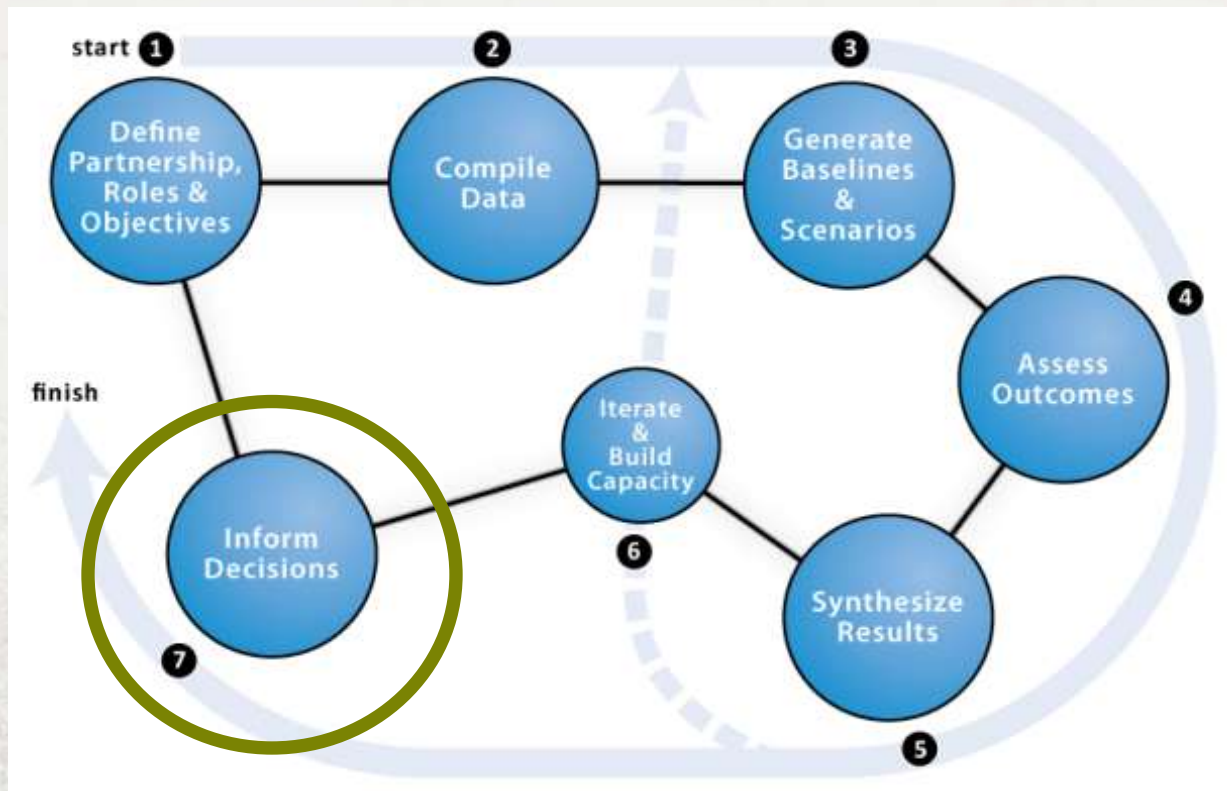 start 1
Define
Partnership,
Roles &
Objectives
2
Compile
Data
3
Generate
Baselines
&
Scenarios
4
Assess
Outcomes
5
Synthesize
Results
6
Iterate
&
Build
Capacity
7
Inform
Decisions
finish